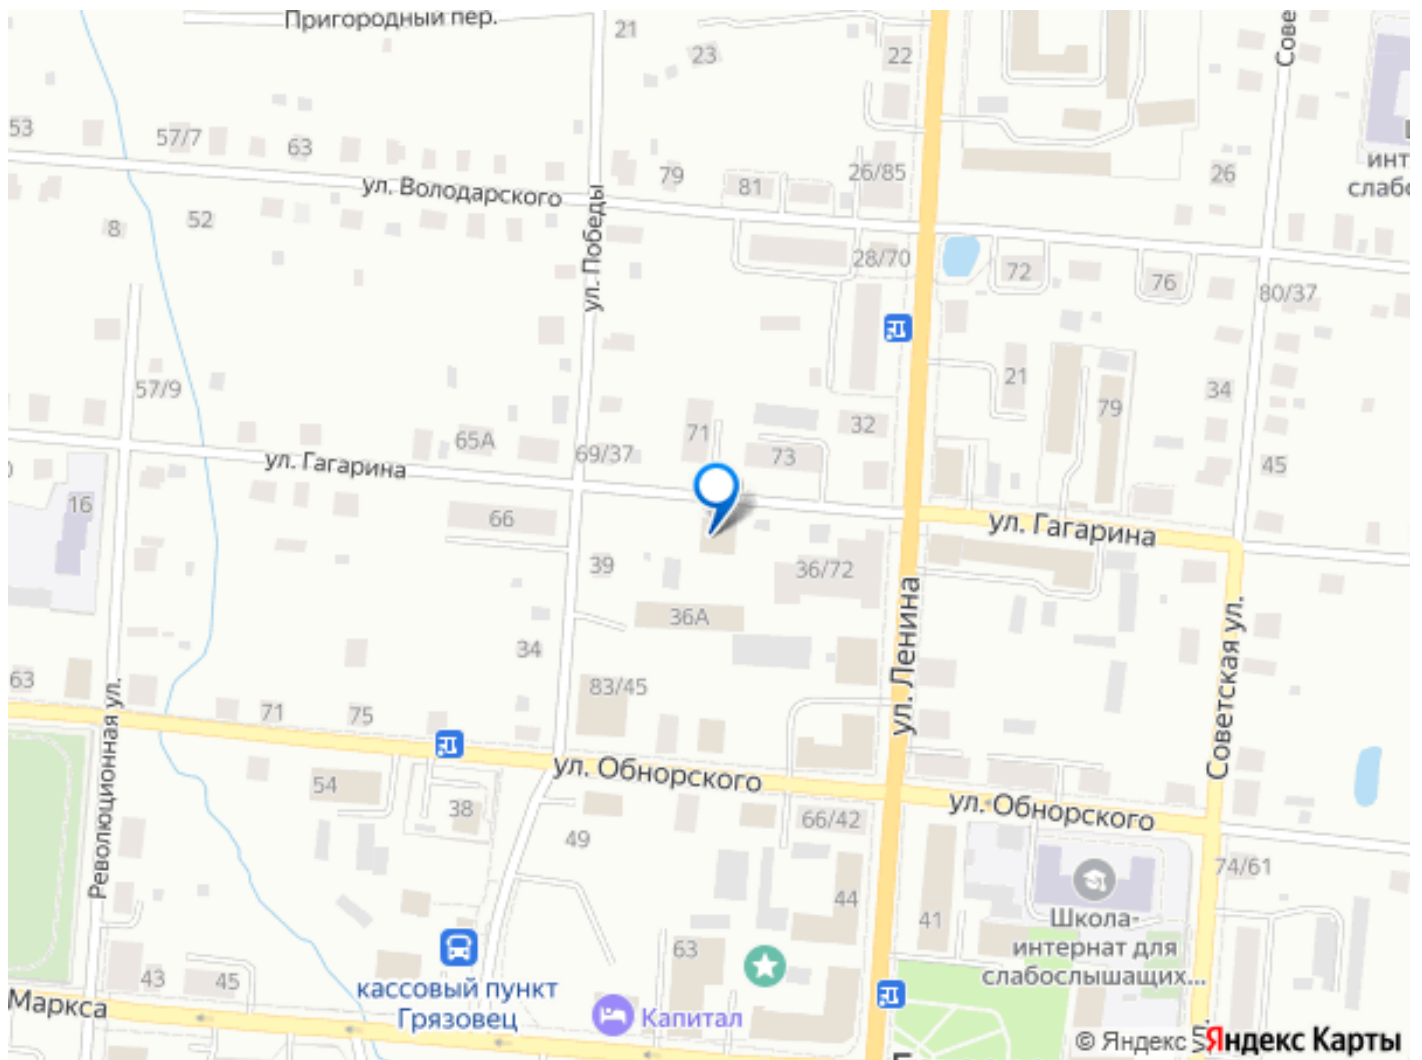 Пригородный пер.
21
23
22
Сове
53
57/7
63
ул. Володарского
79
81
26/85
26
инт
слабо
8
52
ул. Победы
28/70
72
76
80/37
57/9
65А
69/37
71
73
32
21
79
34
45
ул. Гагарина
16
66
ул. Гагарина
39
36/72
36А
34
83/45
ул. Ленина
Советская ул.
63
71
75
Революционная ул.
54
38
ул. Обнорского
ул. Обнорского
49
66/42
44
41
74/61
Школа-
интернат для
слабослышащих...
43
45
63
кассовый пункт
Грязовец
Капитал
Маркса
© Яндекс
Яндекс Карты